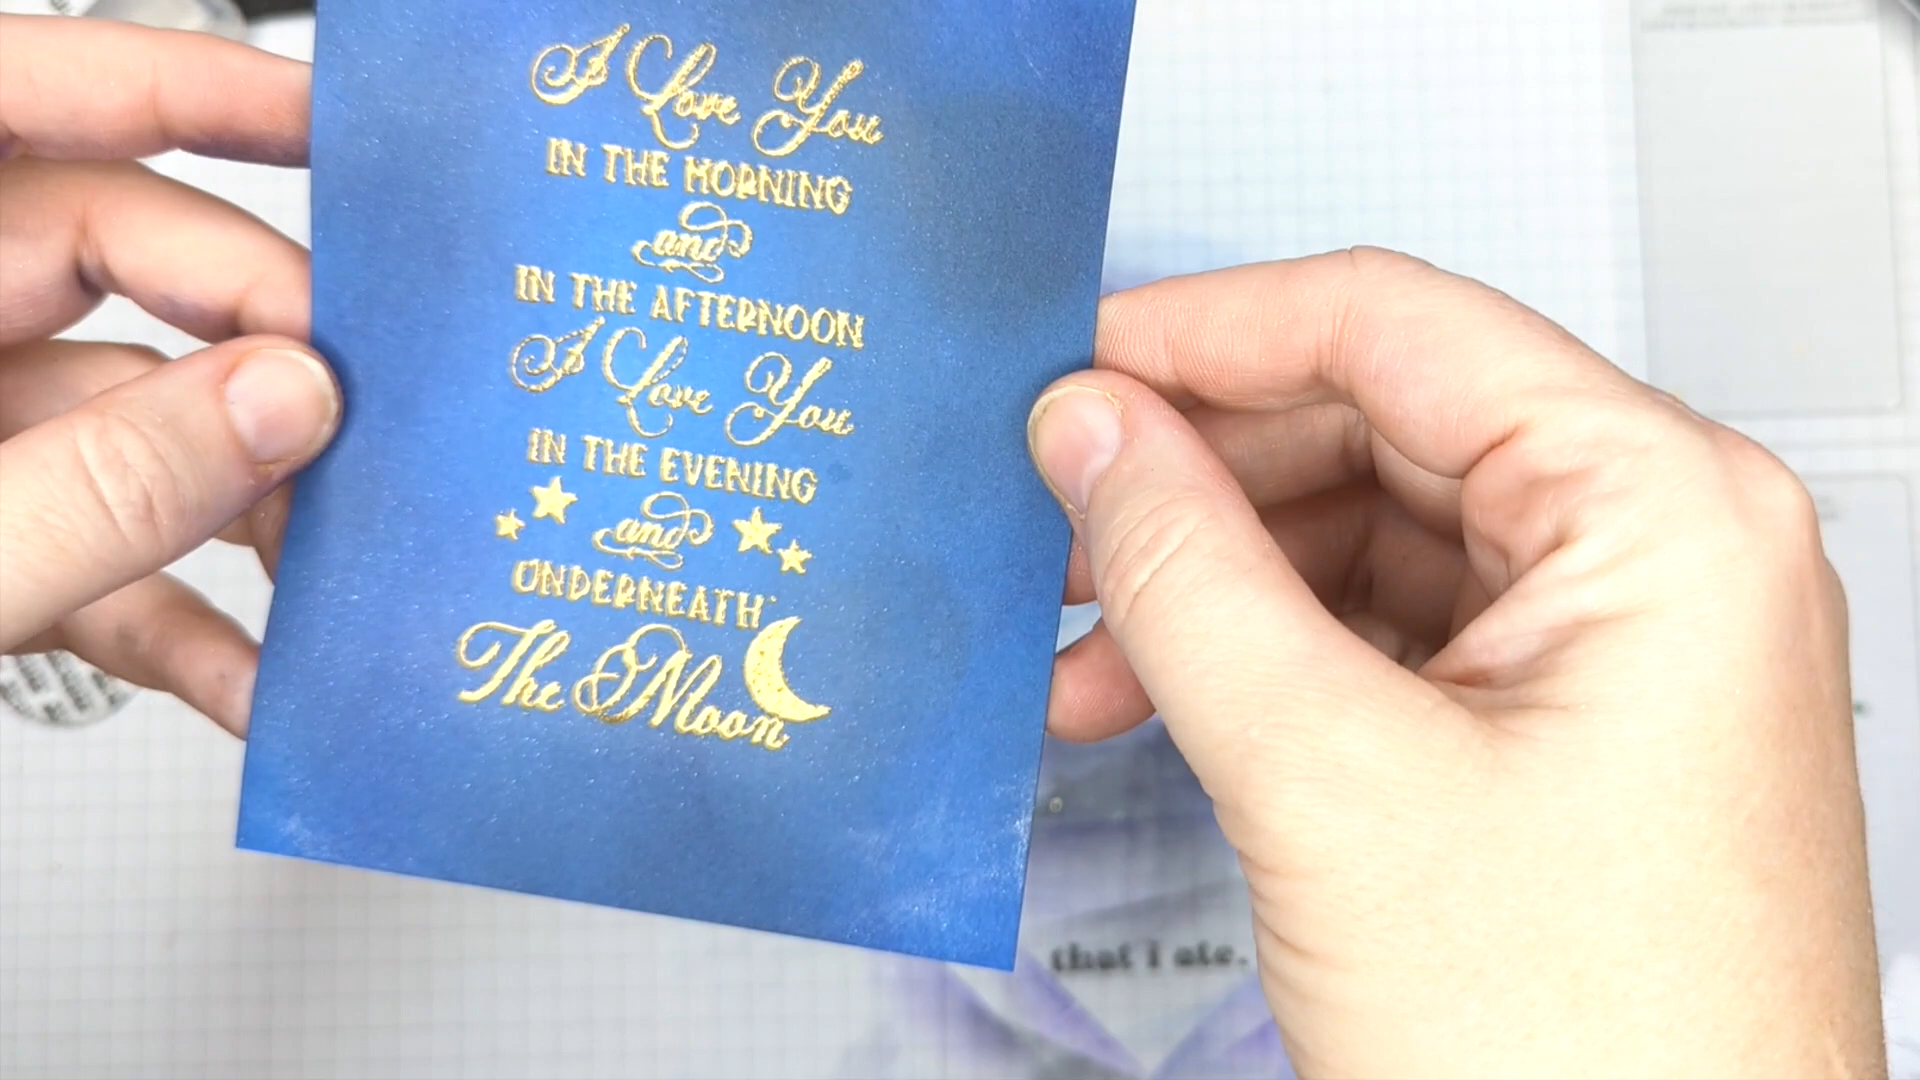 I Love You
IN THE MORNING
and
IN THE AFTERNOON
I Love You
IN THE EVENING
and
UNDERNEATH
The Moon
that i ate.